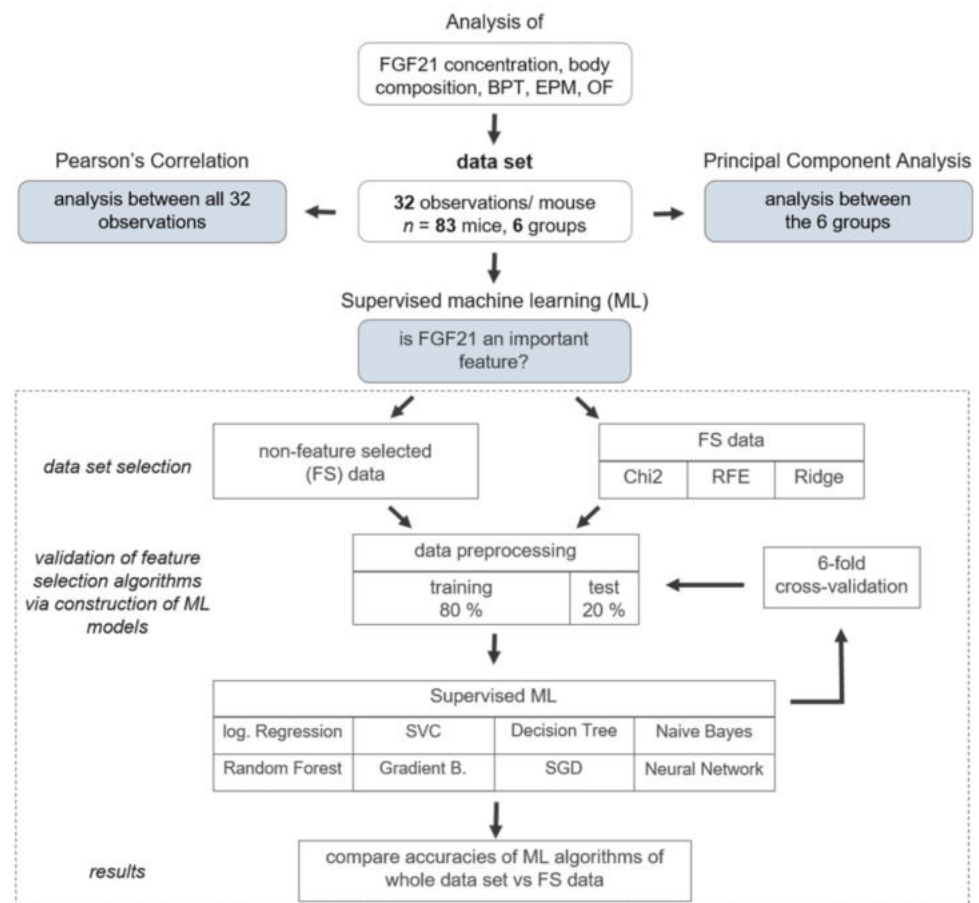 Analysis of
FGF21 concentration, body
composition, BPT, EPM, OF
Pearson's Correlation
data set
Principal Component Analysis
analysis between all 32
observations
32 observations/ mouse
n = 83 mice, 6 groups
analysis between
the 6 groups
Supervised machine learning (ML)
is FGF21 an important
feature?
data set selection
non-feature selected
(FS) data
FS data
Chi2 RFE Ridge
validation of feature
selection algorithms
via construction of ML
models
data preprocessing
training
80 %
test
20 %
6-fold
cross-validation
Supervised ML
log. Regression SVC Decision Tree Naive Bayes
Random Forest Gradient B. SGD Neural Network
results
compare accuracies of ML algorithms of
whole data set vs FS data